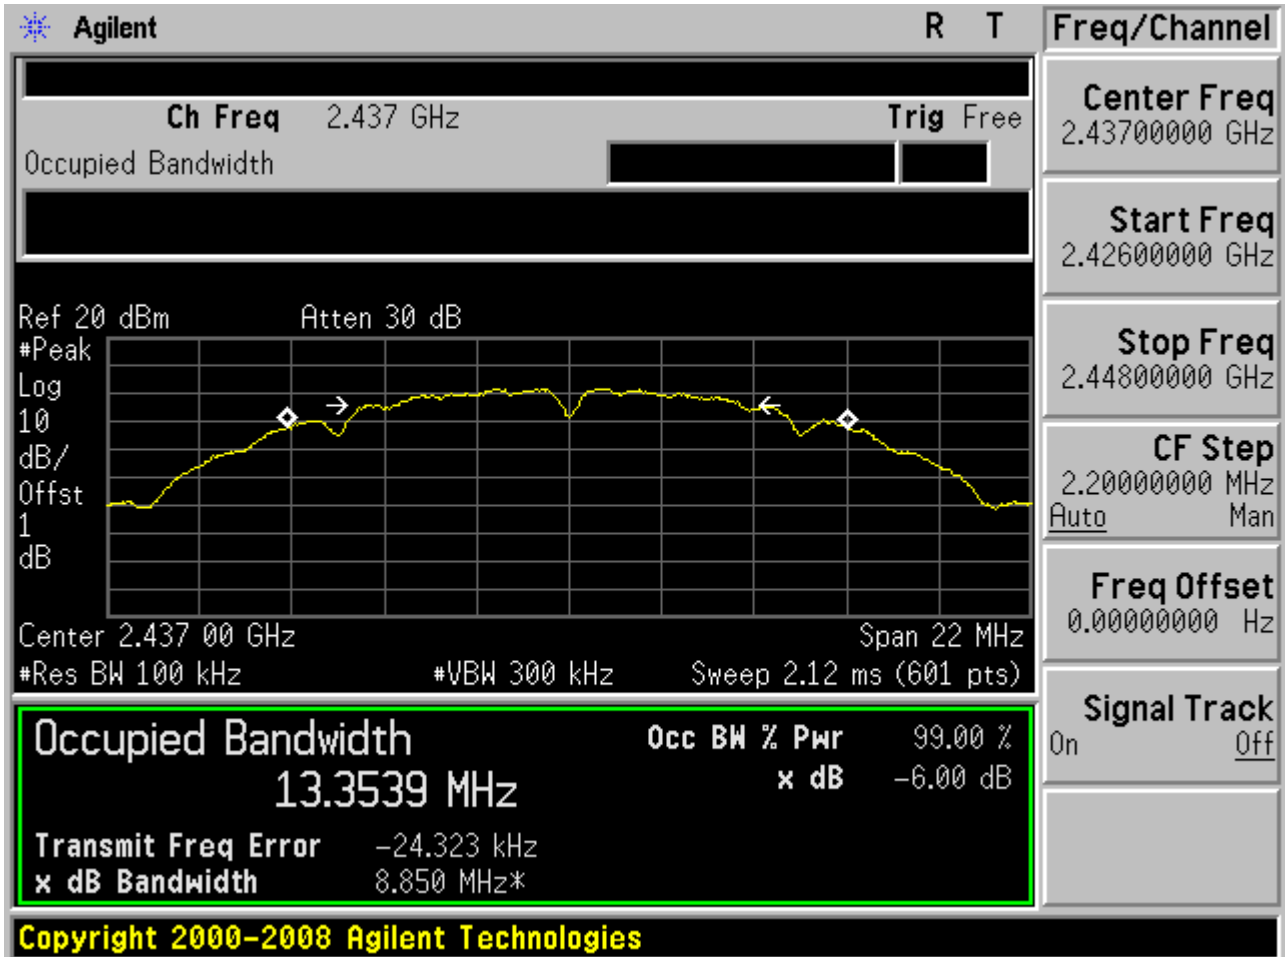 Agilent R T Freq/Channel
Ch Freq 2.437 GHz Trig Free
Occupied Bandwidth
Center Freq
2.43700000 GHz
Start Freq
2.42600000 GHz
Stop Freq
2.44800000 GHz
CF Step
2.20000000 MHz
Auto Man
Freq Offset
0.00000000 Hz
Signal Track
On Off
Ref 20 dBm Atten 30 dB
#Peak
Log
10
dB/
Offst
1
dB
Center 2.437 00 GHz Span 22 MHz
#Res BW 100 kHz #VBW 300 kHz Sweep 2.12 ms (601 pts)
Occupied Bandwidth Occ BW % Pwr 99.00 %
13.3539 MHz x dB -6.00 dB
Transmit Freq Error -24.323 kHz
x dB Bandwidth 8.850 MHz*
Copyright 2000-2008 Agilent Technologies